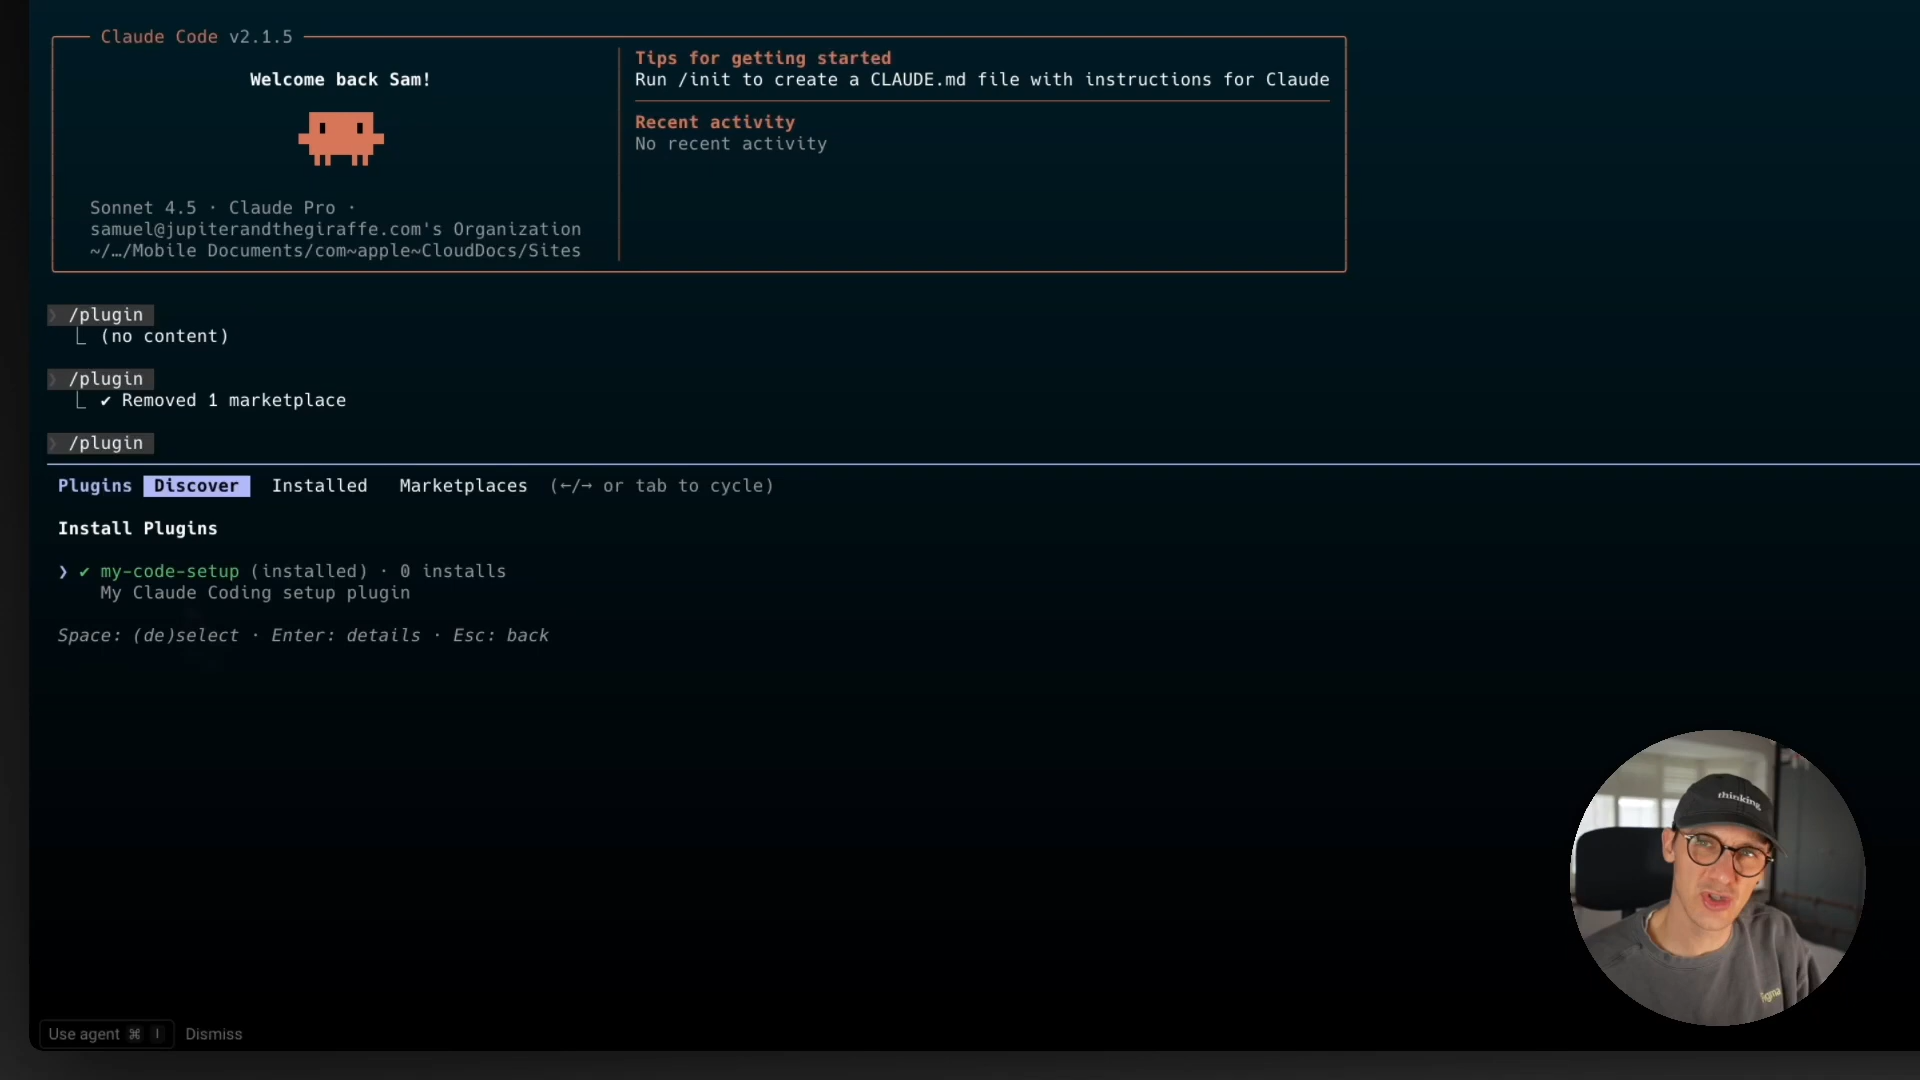 Claude Code v2.1.5
Welcome back Sam!
Sonnet 4.5 · Claude Pro ·
samuel@jupiterandthegiraffe.com's Organization
~/…/Mobile Documents/com~apple~CloudDocs/Sites
Tips for getting started
Run /init to create a CLAUDE.md file with instructions for Claude
Recent activity
No recent activity
❯ /plugin
⎿ (no content)
❯ /plugin
⎿ ✔ Removed 1 marketplace
❯ /plugin
Plugins Discover Installed Marketplaces (←/→ or tab to cycle)
Install Plugins
❯ ✔ my-code-setup (installed) · 0 installs
My Claude Coding setup plugin
Space: (de)select · Enter: details · Esc: back
thinking
Use agent ⌘ I Dismiss